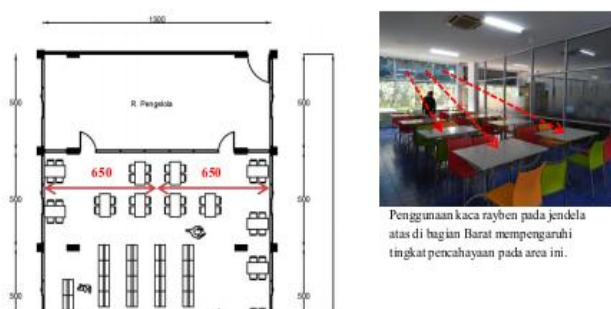 1300
500
R. Pengelola
500
650
650
500
500
500
500
Penggunaan kaca rayben pada jendela
atas di bagian Barat mempengaruhi
tingkat pencahayaan pada area ini.